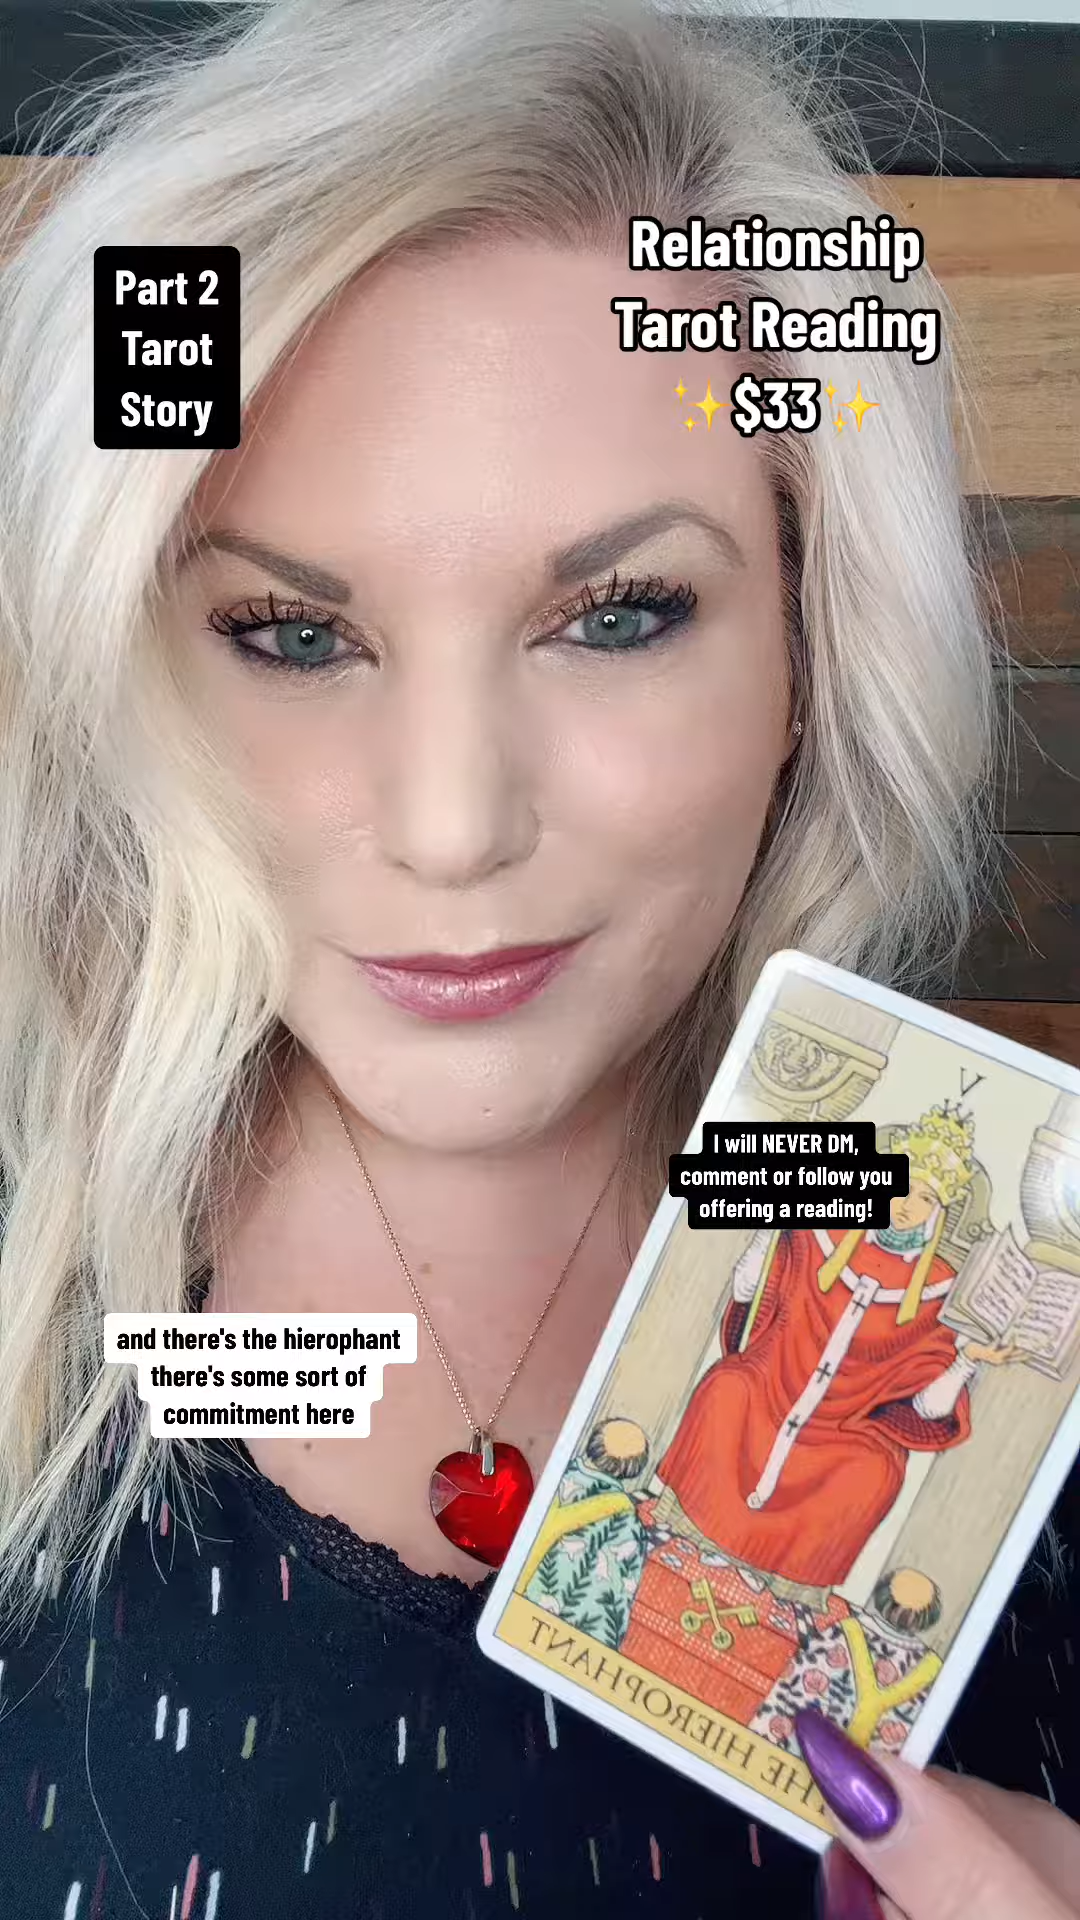 Part 2
Tarot
Story
Relationship
Tarot Reading
✨$33✨
V
I will NEVER DM,
comment or follow you
offering a reading!
and there's the hierophant
there's some sort of
commitment here
THE HIEROPHANT